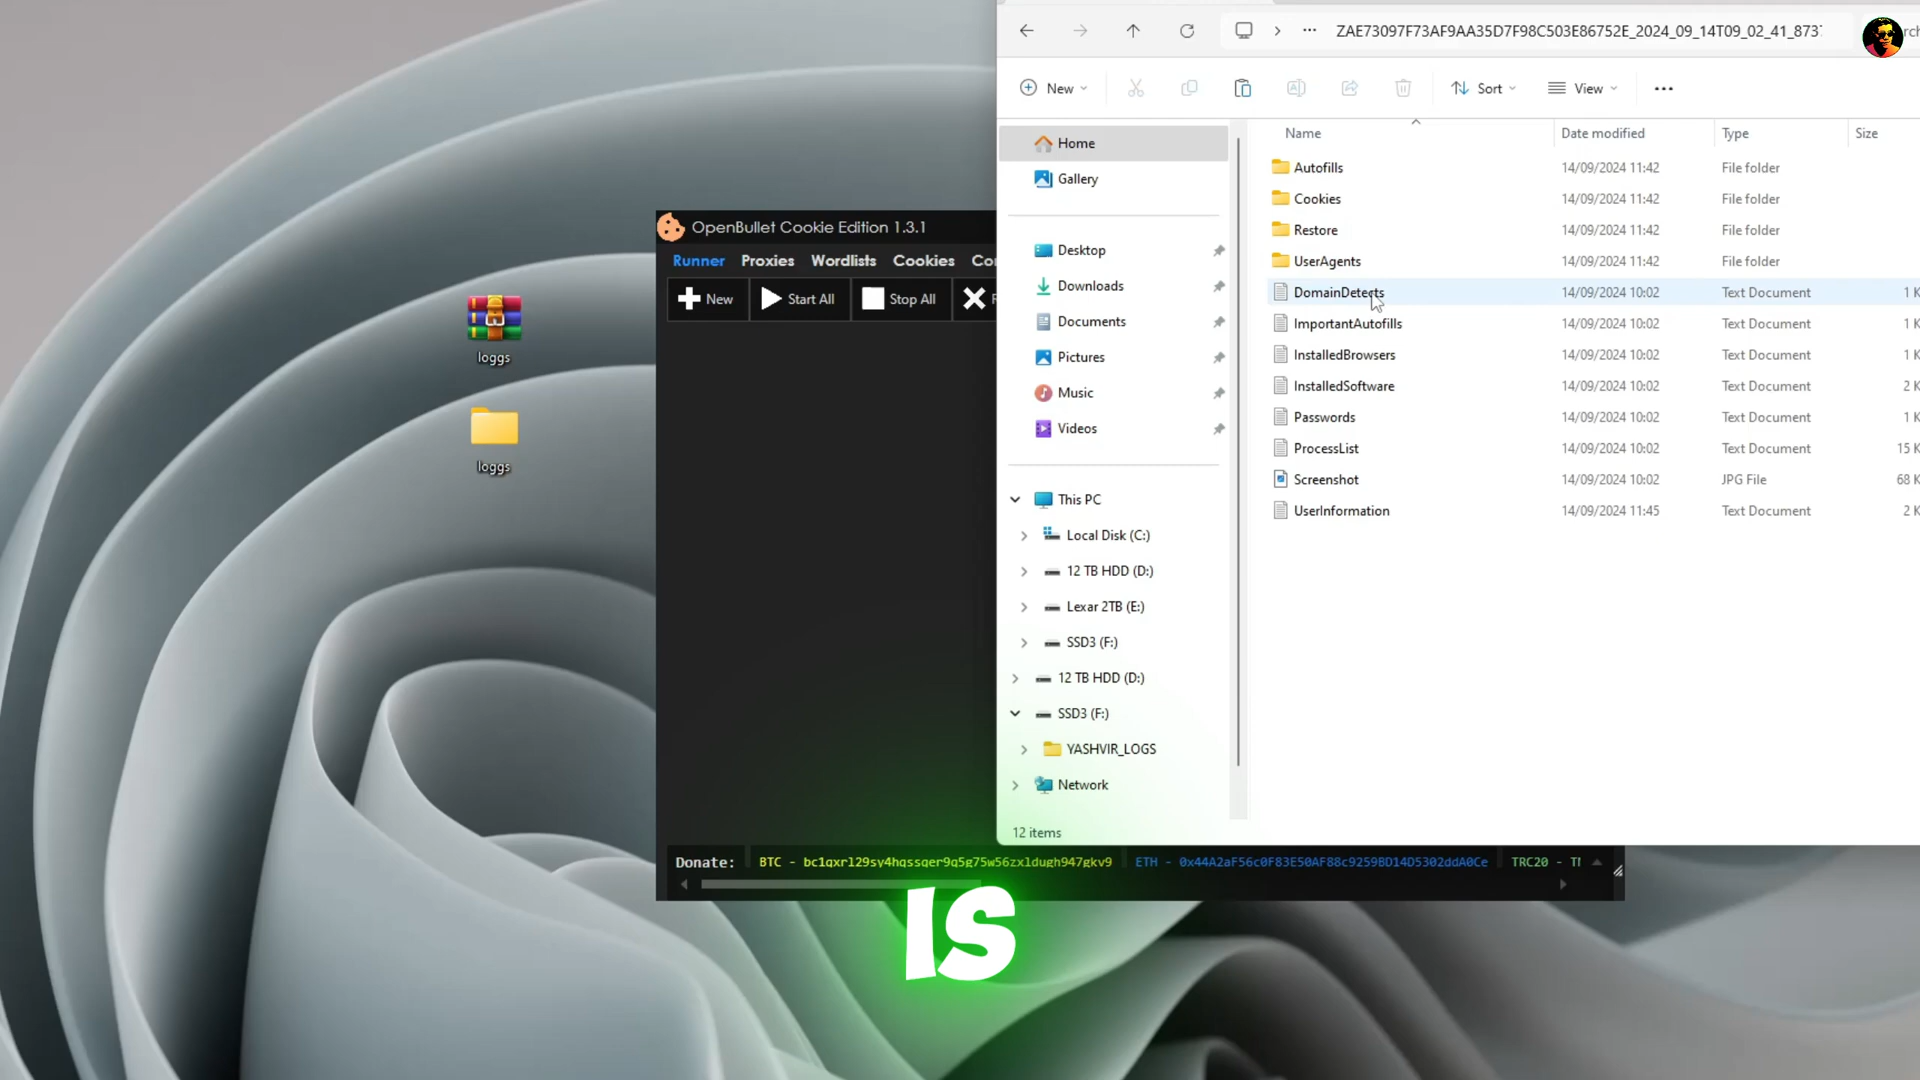 ZAE73097F73AF9AA35D7F98C503E86752E_2024_09_14T09_02_41_873
New
Sort
View
Name Date modified Type Size
Home
Gallery
Desktop
Downloads
Documents
Pictures
Music
Videos
This PC
Local Disk (C:)
12 TB HDD (D:)
Lexar 2TB (E:)
SSD3 (F:)
12 TB HDD (D:)
SSD3 (F:)
YASHVIR_LOGS
Network
12 items
Autofills 14/09/2024 11:42 File folder
Cookies 14/09/2024 11:42 File folder
Restore 14/09/2024 11:42 File folder
UserAgents 14/09/2024 11:42 File folder
DomainDetects 14/09/2024 10:02 Text Document 1 K
ImportantAutofills 14/09/2024 10:02 Text Document 1 K
InstalledBrowsers 14/09/2024 10:02 Text Document 1 K
InstalledSoftware 14/09/2024 10:02 Text Document 2 K
Passwords 14/09/2024 10:02 Text Document 1 K
ProcessList 14/09/2024 10:02 Text Document 15 K
Screenshot 14/09/2024 10:02 JPG File 68 K
UserInformation 14/09/2024 11:45 Text Document 2 K
OpenBullet Cookie Edition 1.3.1
Runner Proxies Wordlists Cookies Co
New Start All Stop All
loggs
loggs
Donate: BTC - ETH - 0x44A2aF56c0F83E50AF88c9259BD14D5302ddA0Ce TRC20 -
IS